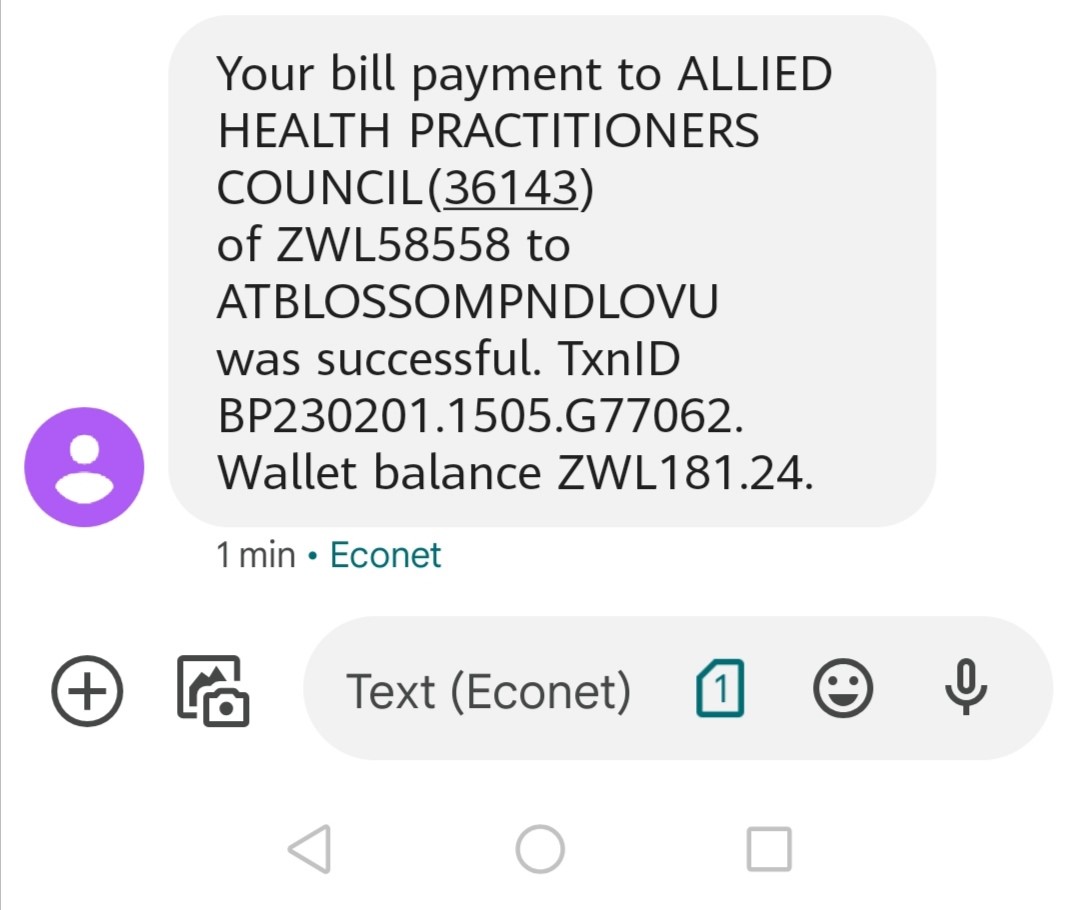 Your bill payment to ALLIED
HEALTH PRACTITIONERS
COUNCIL(36143)
of ZWL58558 to
ATBLOSSOMPNDLOVU
was successful. TxnID
BP230201.1505.G77062.
Wallet balance ZWL181.24.
1 min • Econet
Text (Econet) 1